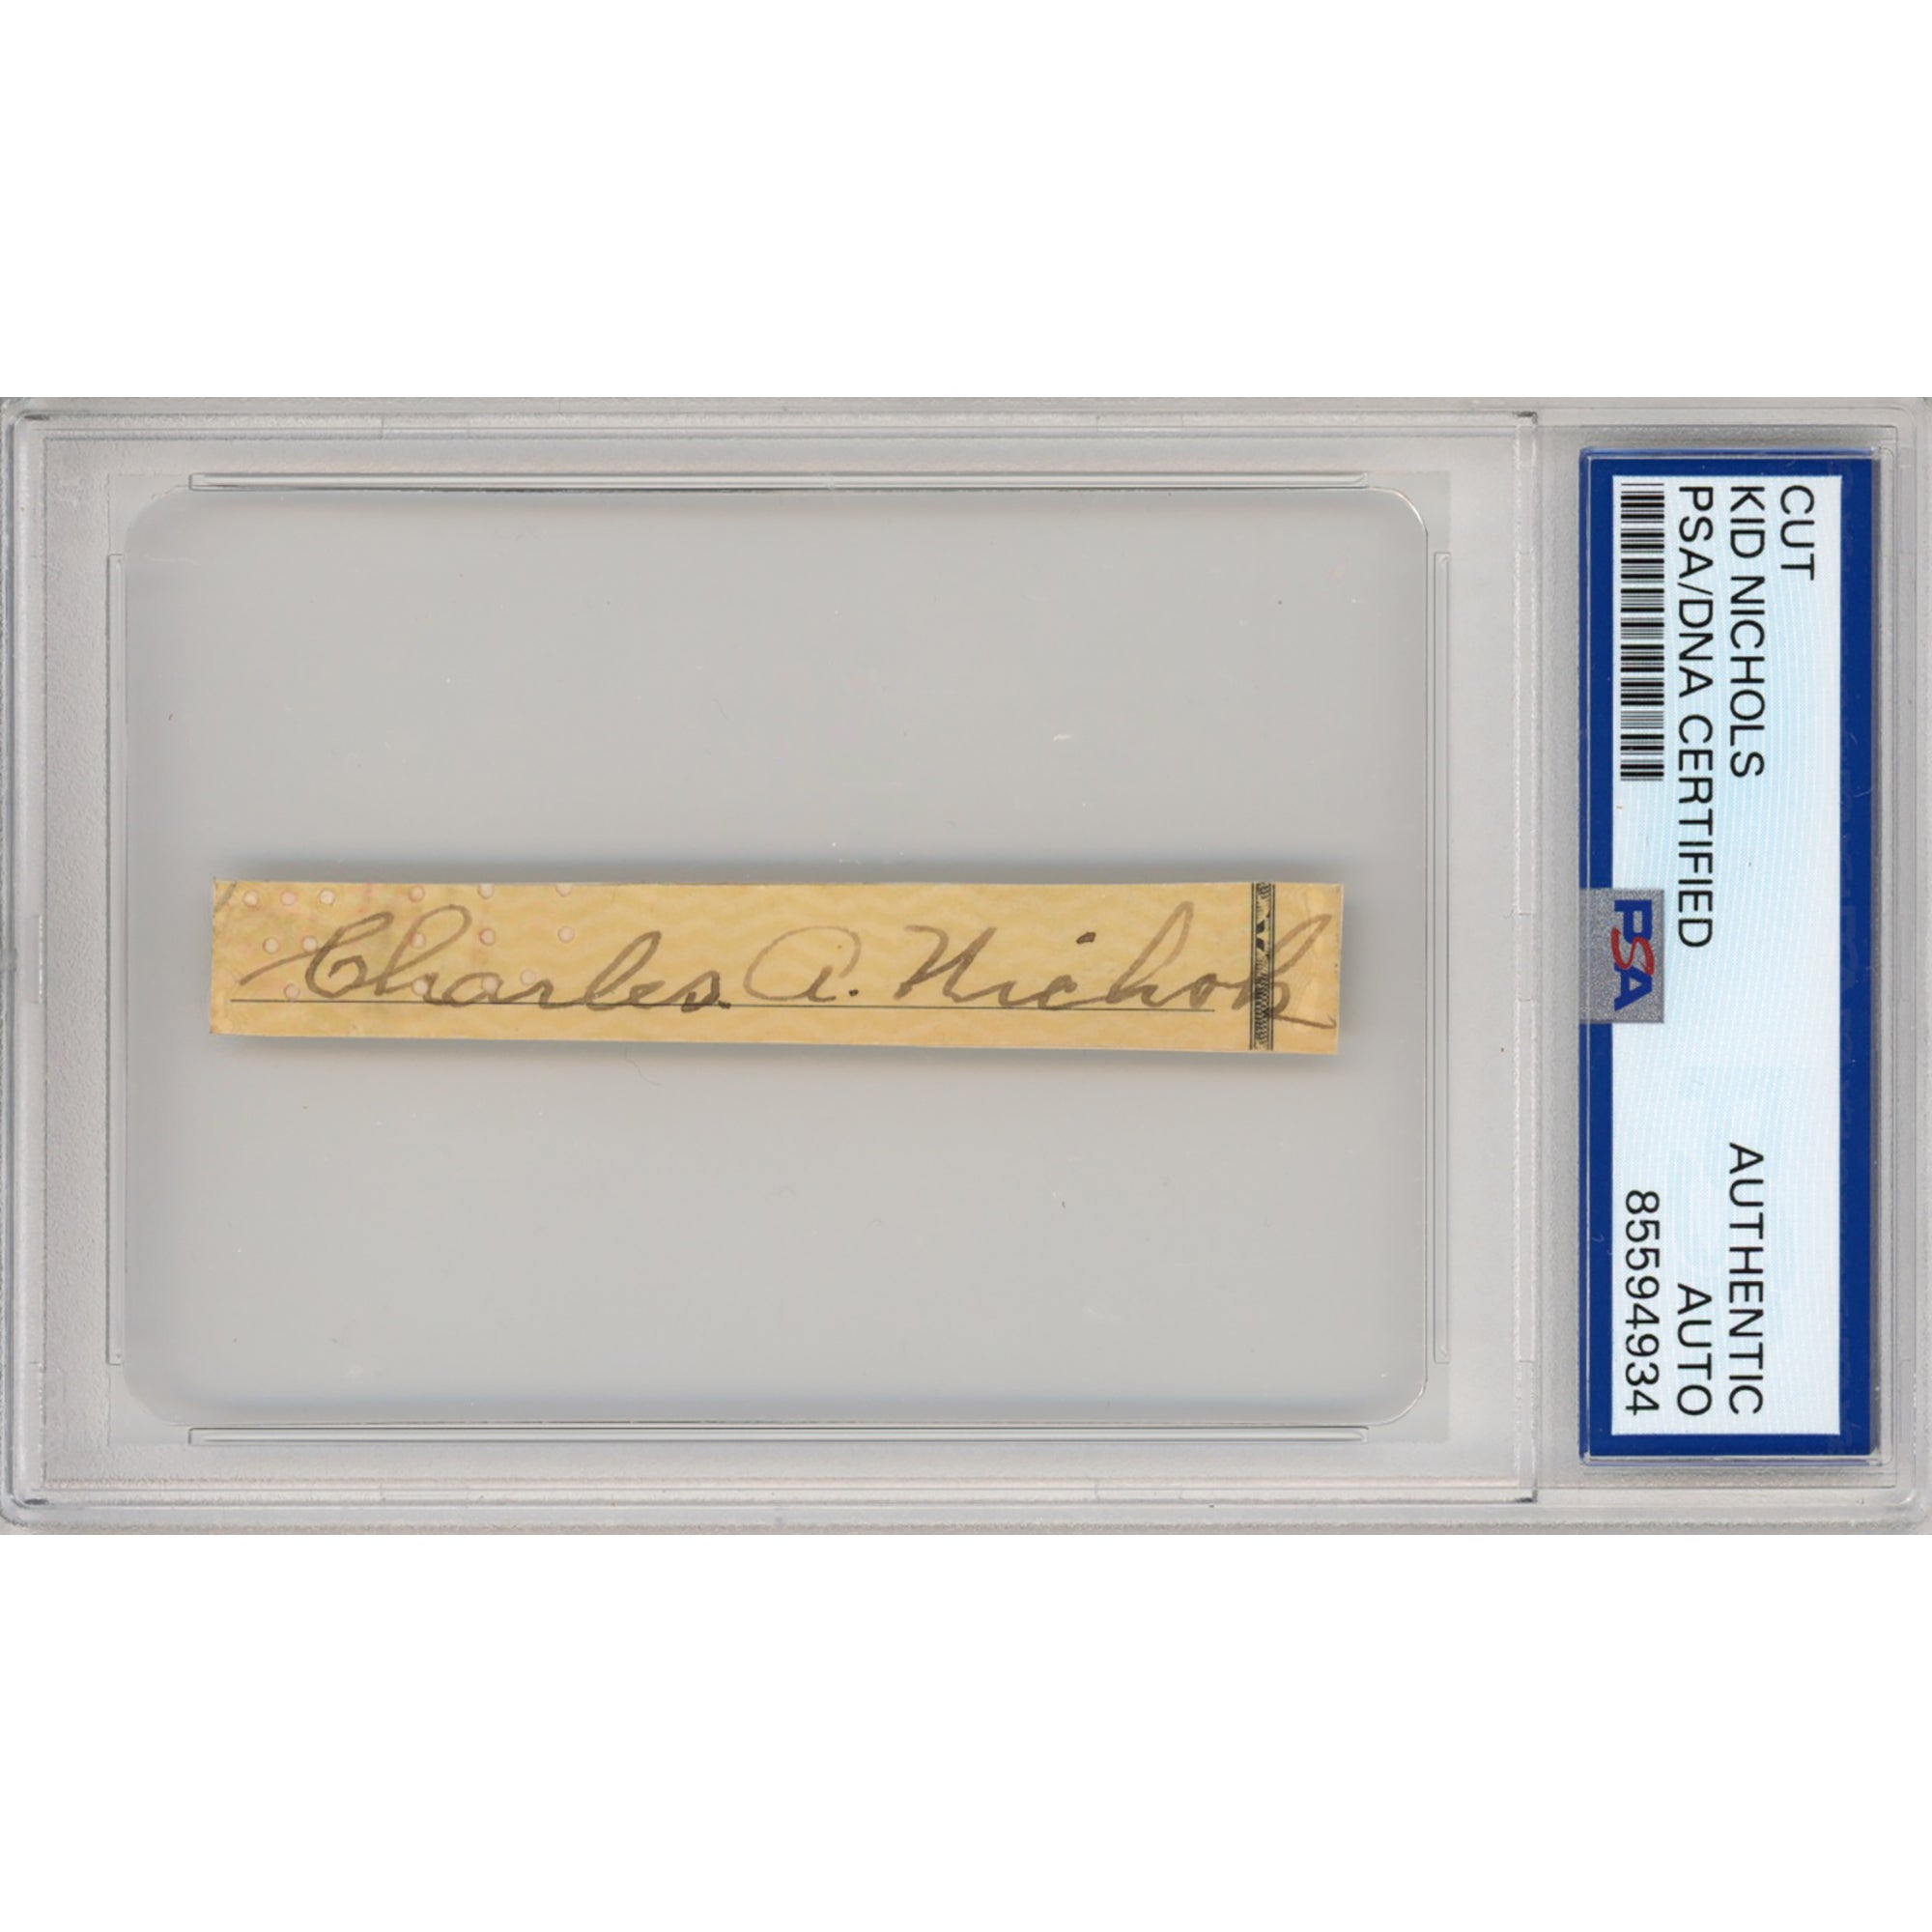 Charles A. Nichols
CUT
KID NICHOLS AUTHENTIC
PSA/DNA CERTIFIED AUTO
85594934
PSA